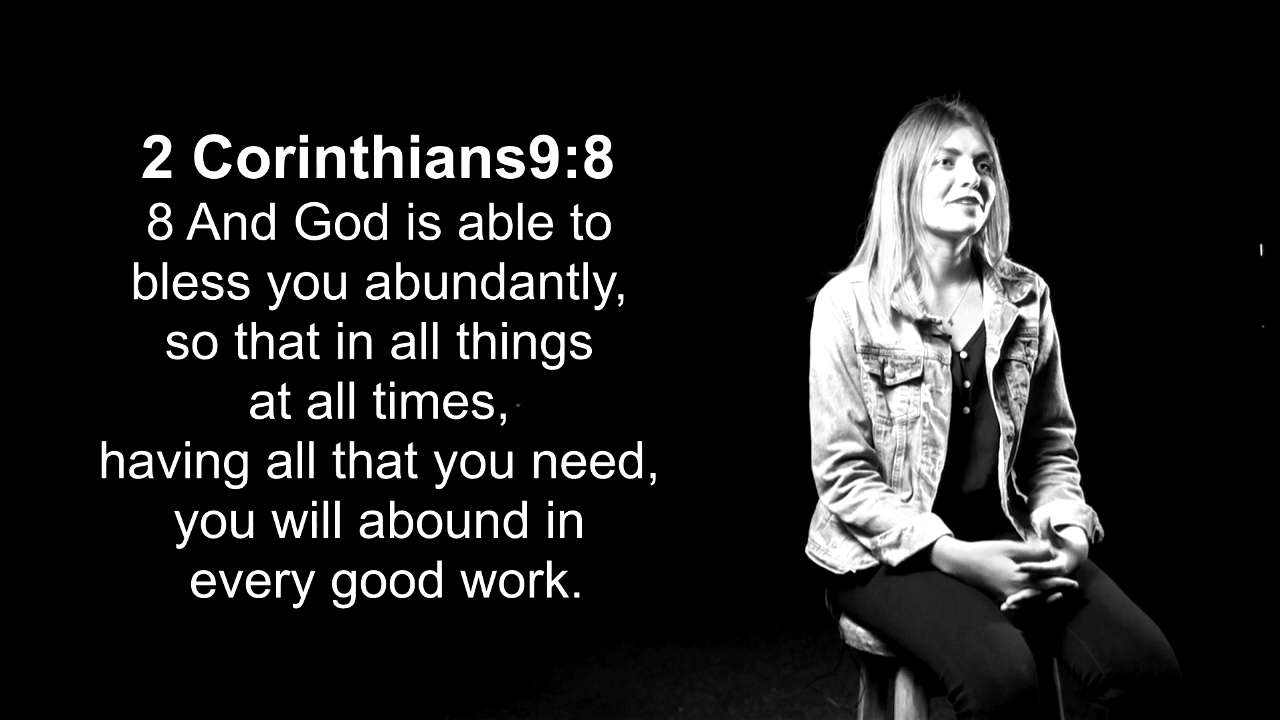 2 Corinthians9:8
8 And God is able to
bless you abundantly,
so that in all things
at all times,
having all that you need,
you will abound in
every good work.